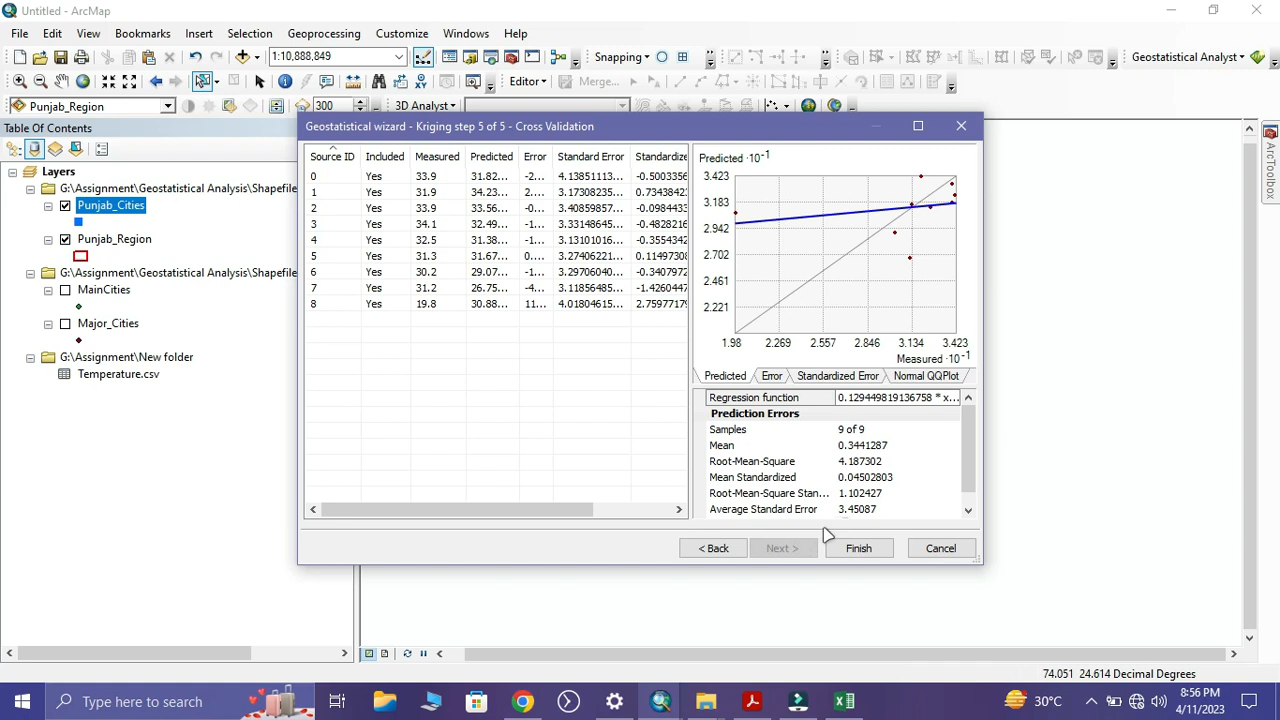 Untitled - ArcMap
File Edit View Bookmarks Insert Selection Geoprocessing Customize Windows Help
1:10,888,849 Snapping Geostatistical Analyst
Editor Merge...
Punjab_Region 300 3D Analyst
Table Of Contents
Layers
G:\Assignment\Geostatistical Analysis\Shapefile
Punjab_Cities
Punjab_Region
G:\Assignment\Geostatistical Analysis\Shapefile
MainCities
Major_Cities
G:\Assignment\New folder
Temperature.csv
Geostatistical wizard - Kriging step 5 of 5 - Cross Validation
Source ID Included Measured Predicted Error Standard Error Standardize
0 Yes 33.9 31.82... -2... 4.13851135... -0.5003356
1 Yes 31.9 34.23... 2.... 3.17308235... 0.73438423
2 Yes 33.9 33.56... -0... 3.40859857... -0.0984433
3 Yes 34.1 32.49... -1... 3.33148645... -0.4828216
4 Yes 32.5 31.38... -1... 3.13101016... -0.3554342
5 Yes 31.3 31.67... 0.... 3.27406221... 0.11497308
6 Yes 30.2 29.07... -1... 3.29706040... -0.3407972
7 Yes 31.2 26.75... -4... 3.11856485... -1.4260447
8 Yes 19.8 30.88... 11... 4.01804615... 2.75977179
Predicted ·10⁻¹
3.423
3.183
2.942
2.702
2.461
2.221
1.98 2.269 2.557 2.846 3.134 3.423
Measured ·10⁻¹
Predicted Error Standardized Error Normal QQPlot
Regression function 0.129449819136758 * x...
Prediction Errors
Samples 9 of 9
Mean 0.3441287
Root-Mean-Square 4.187302
Mean Standardized 0.04502803
Root-Mean-Square Stan... 1.102427
Average Standard Error 3.45087
< Back Next > Finish Cancel
ArcToolbox
74.051 24.614 Decimal Degrees
Type here to search
30°C
8:56 PM
4/11/2023